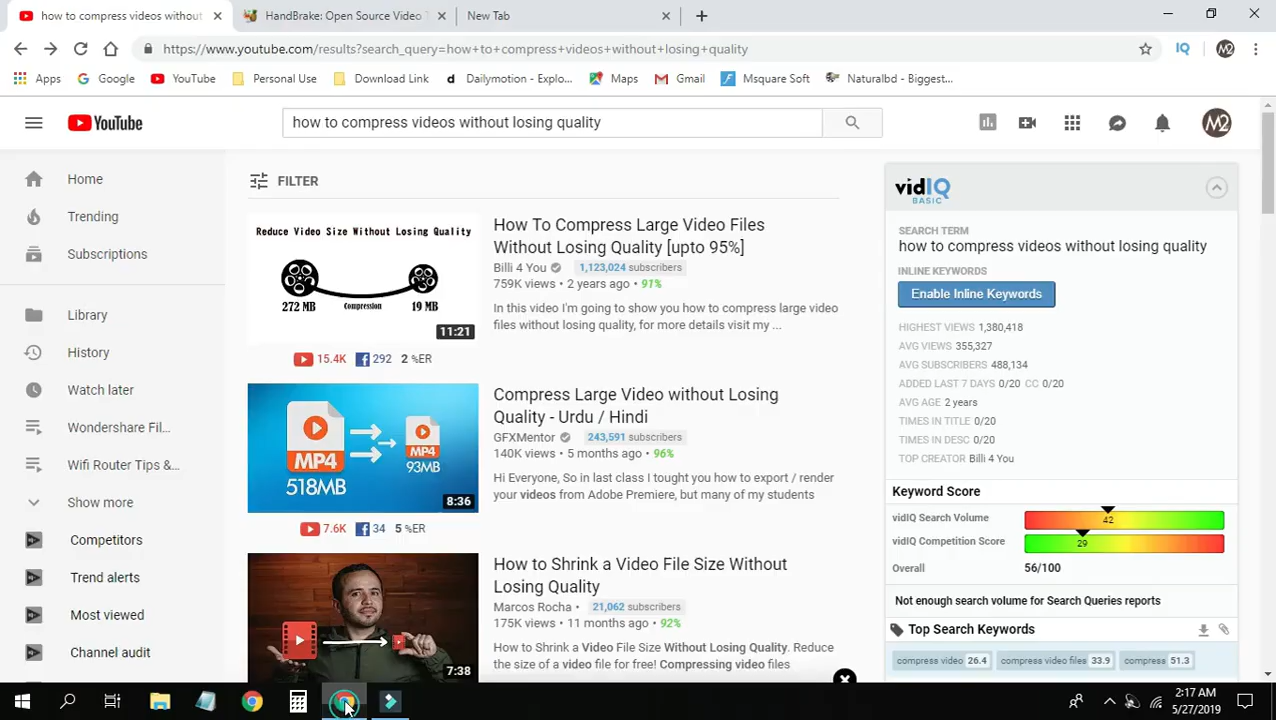 how to compress videos without
HandBrake: Open Source Video T
New Tab
https://www.youtube.com/results?search_query=how+to+compress+videos+without+losing+quality
Apps
Google
YouTube
Personal Use
Download Link
Dailymotion - Explo...
Maps
Gmail
Msquare Soft
Naturalbd - Biggest...
YouTube
how to compress videos without losing quality
M2
Home
Trending
Subscriptions
Library
History
Watch later
Wondershare Fil...
Wifi Router Tips &...
Show more
Competitors
Trend alerts
Most viewed
Channel audit
FILTER
Reduce Video Size Without Losing Quality
272 MB
Compression
19 MB
11:21
How To Compress Large Video Files
Without Losing Quality [upto 95%]
Billi 4 You
1,123,024 subscribers
759K views • 2 years ago • 91%
In this video I'm going to show you how to compress large video
files without losing quality, for more details visit my ...
15.4K 292 2 %ER
MP4
518MB
MP4
93MB
8:36
Compress Large Video without Losing
Quality - Urdu / Hindi
GFXMentor
243,591 subscribers
140K views • 5 months ago • 96%
Hi Everyone, So in last class I tought you how to export / render
your videos from Adobe Premiere, but many of my students
7.6K 34 5 %ER
7:38
How to Shrink a Video File Size Without
Losing Quality
Marcos Rocha •
21,062 subscribers
175K views • 11 months ago • 92%
How to Shrink a Video File Size Without Losing Quality. Reduce
the size of a video file for free! Compressing video files
vidIQ
BASIC
SEARCH TERM
how to compress videos without losing quality
INLINE KEYWORDS
Enable Inline Keywords
HIGHEST VIEWS 1,380,418
AVG VIEWS 355,327
AVG SUBSCRIBERS 488,134
ADDED LAST 7 DAYS 0/20 CC 0/20
AVG AGE 2 years
TIMES IN TITLE 0/20
TIMES IN DESC 0/20
TOP CREATOR Billi 4 You
Keyword Score
vidIQ Search Volume 42
vidIQ Competition Score 29
Overall 56/100
Not enough search volume for Search Queries reports
Top Search Keywords
compress video 26.4
compress video files 33.9
compress 51.3
2:17 AM
5/27/2019